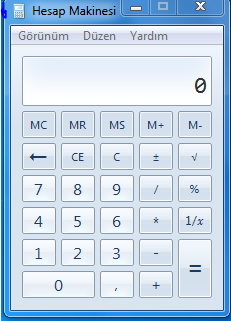 Hesap Makinesi
Görünüm Düzen Yardım
0
MC MR MS M+ M-
← CE C ± √
7 8 9 / %
4 5 6 * 1/x
1 2 3 - =
0 , +